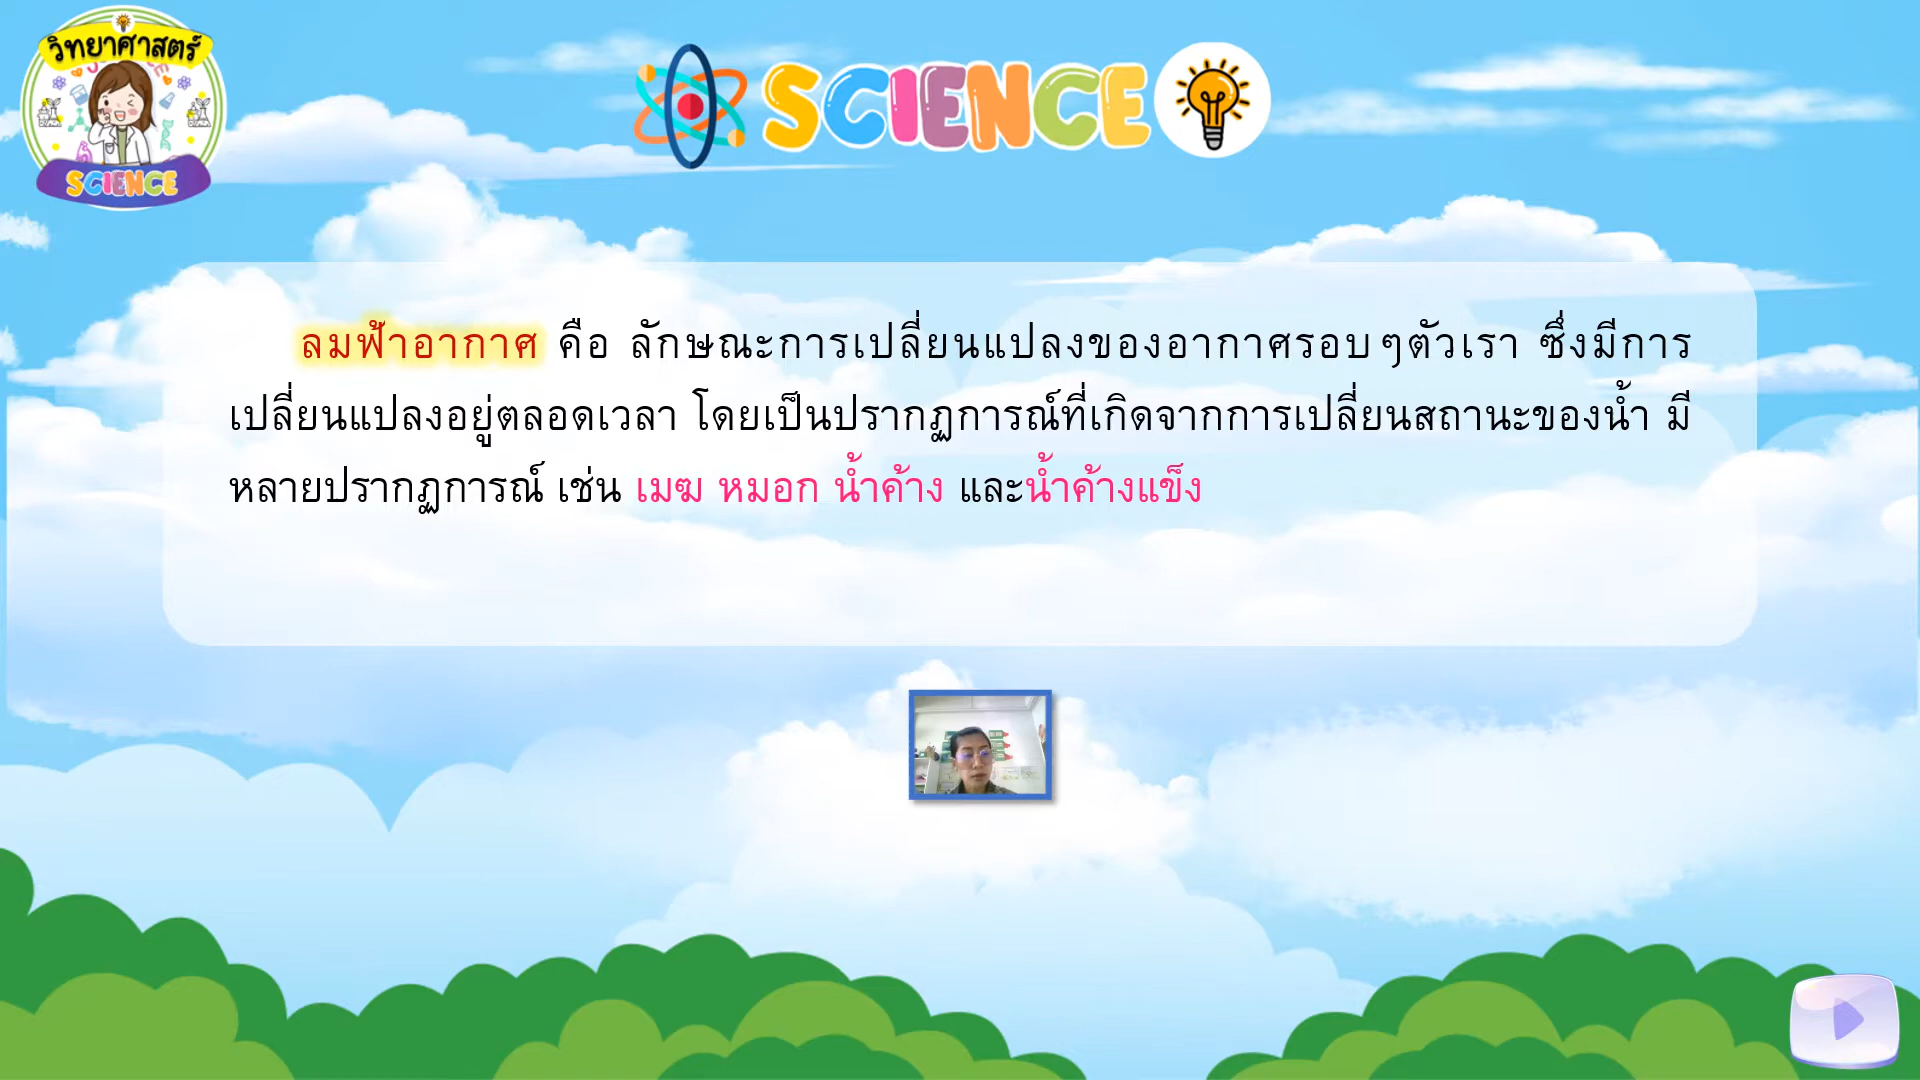 วิทยาศาสตร์
SCIENCE
SCIENCE
ลมฟ้าอากาศ คือ ลักษณะการเปลี่ยนแปลงของอากาศรอบๆตัวเรา ซึ่งมีการ
เปลี่ยนแปลงอยู่ตลอดเวลา โดยเป็นปรากฏการณ์ที่เกิดจากการเปลี่ยนสถานะของน้ำ มี
หลายปรากฏการณ์ เช่น เมฆ หมอก น้ำค้าง และน้ำค้างแข็ง